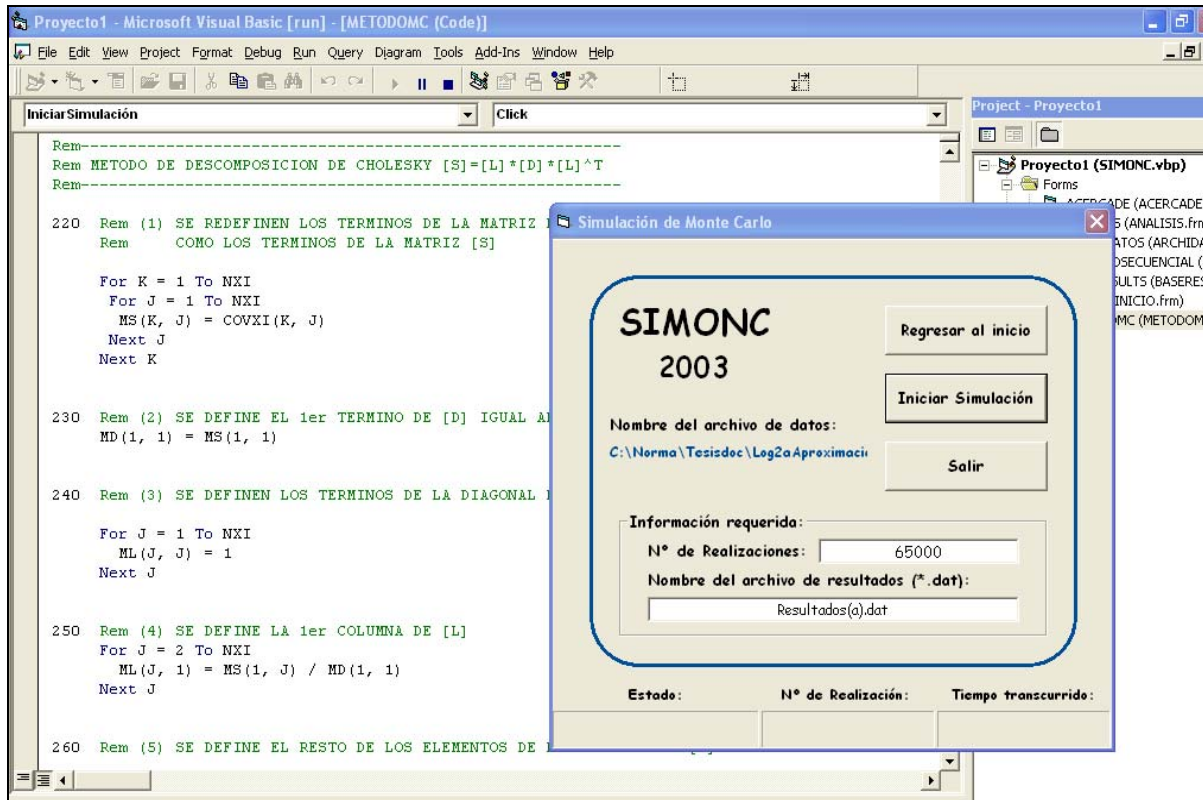 Proyecto1 - Microsoft Visual Basic [run] - [METODOMC (Code)]
File Edit View Project Format Debug Run Query Diagram Tools Add-Ins Window Help
IniciarSimulación
Click
Rem----------------------------------------------------------
Rem METODO DE DESCOMPOSICION DE CHOLESKY [S]=[L]*[D]*[L]^T
Rem----------------------------------------------------------
220 Rem (1) SE REDEFINEN LOS TERMINOS DE LA MATRIZ
Rem COMO LOS TERMINOS DE LA MATRIZ [S]
For K = 1 To NXI
For J = 1 To NXI
MS(K, J) = COVXI(K, J)
Next J
Next K
230 Rem (2) SE DEFINE EL 1er TERMINO DE [D] IGUAL
MD(1, 1) = MS(1, 1)
240 Rem (3) SE DEFINEN LOS TERMINOS DE LA DIAGONAL
For J = 1 To NXI
ML(J, J) = 1
Next J
250 Rem (4) SE DEFINE LA 1er COLUMNA DE [L]
For J = 2 To NXI
ML(J, 1) = MS(1, J) / MD(1, 1)
Next J
260 Rem (5) SE DEFINE EL RESTO DE LOS ELEMENTOS DE
Simulación de Monte Carlo
SIMONC
2003
Regresar al inicio
Iniciar Simulación
Salir
Nombre del archivo de datos:
C:\Norma\Tesisdoc\Log2aAproximaci
Información requerida:
N° de Realizaciones: 65000
Nombre del archivo de resultados (*.dat):
Resultados(a).dat
Estado: N° de Realización: Tiempo transcurrido:
Project - Proyecto1
Proyecto1 (SIMONC.vbp)
Forms
ACERCADE (ACERCADE
S (ANALISIS.frm
ATOS (ARCHIDA
OSECUENCIAL (
SULTS (BASERES
INICIO.frm)
MC (METODOM